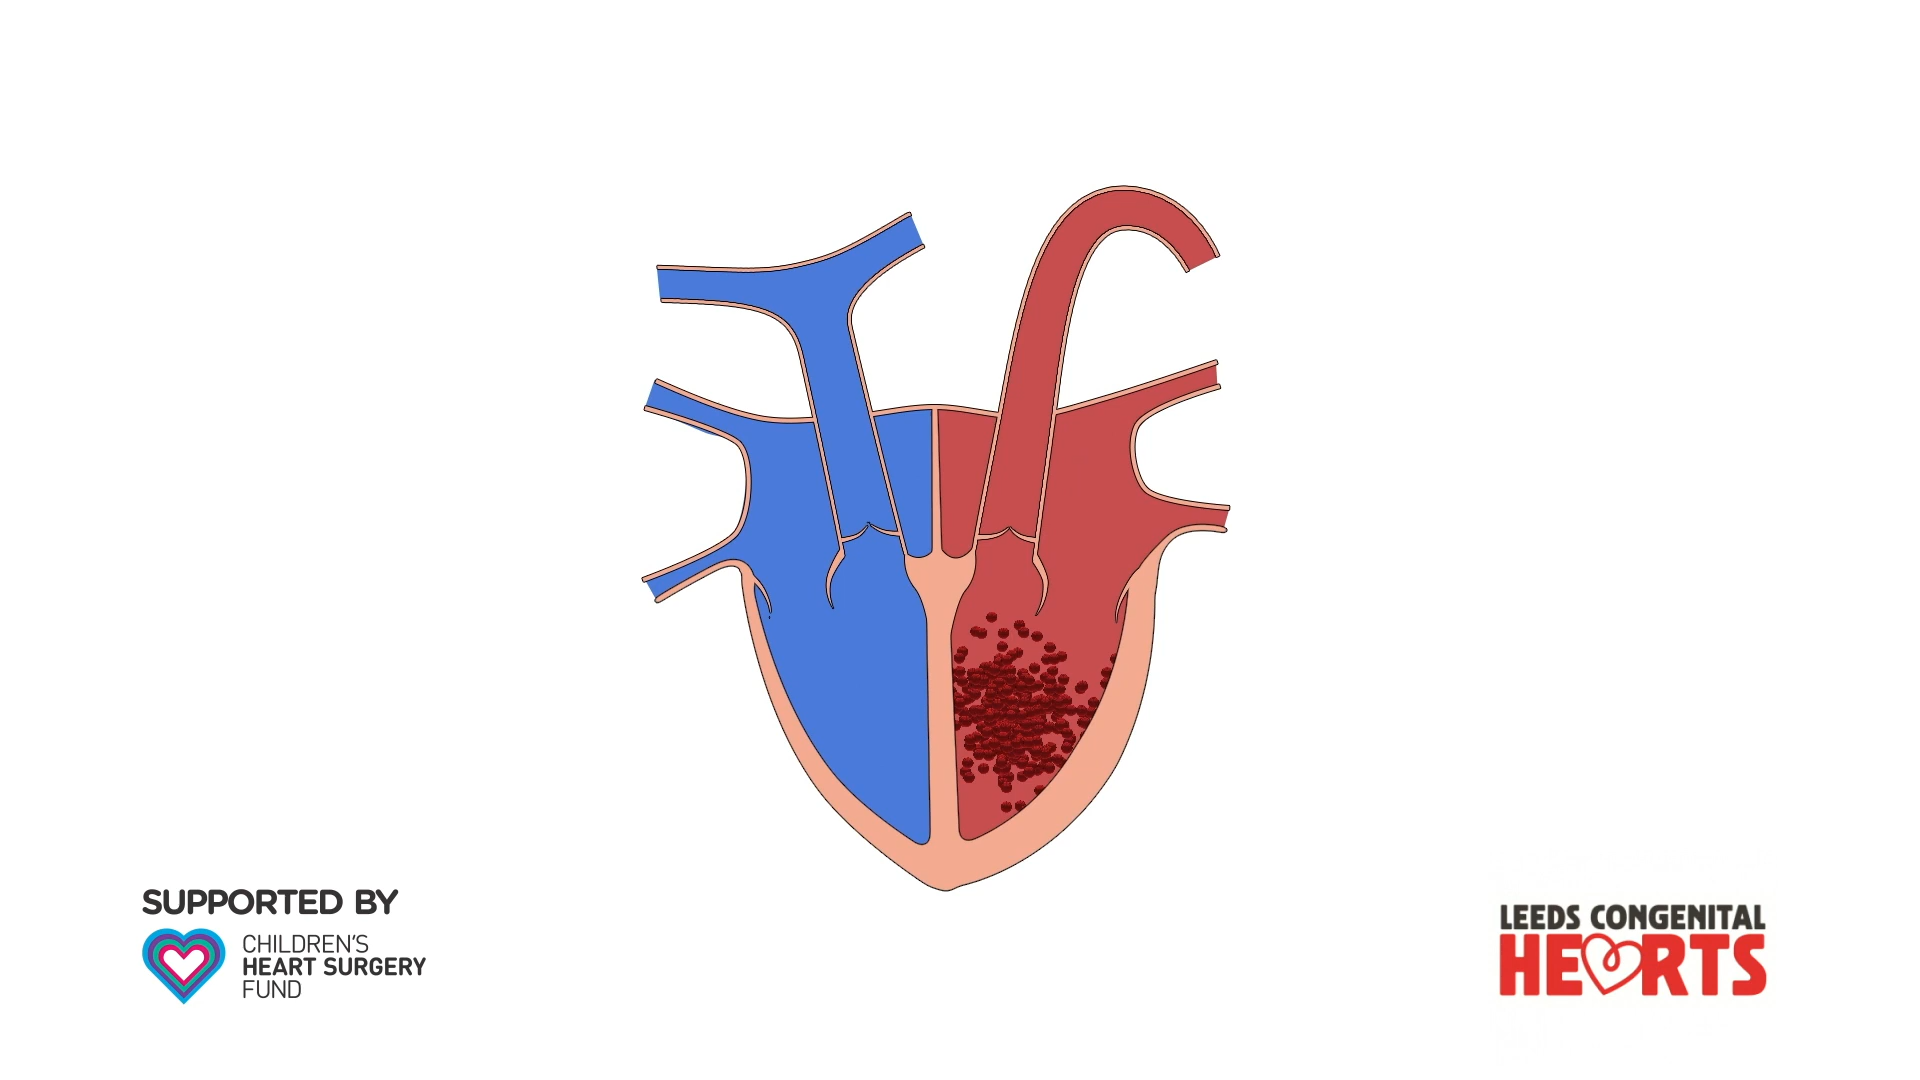 SUPPORTED BY
CHILDREN'S
HEART SURGERY
FUND
LEEDS CONGENITAL
HEARTS